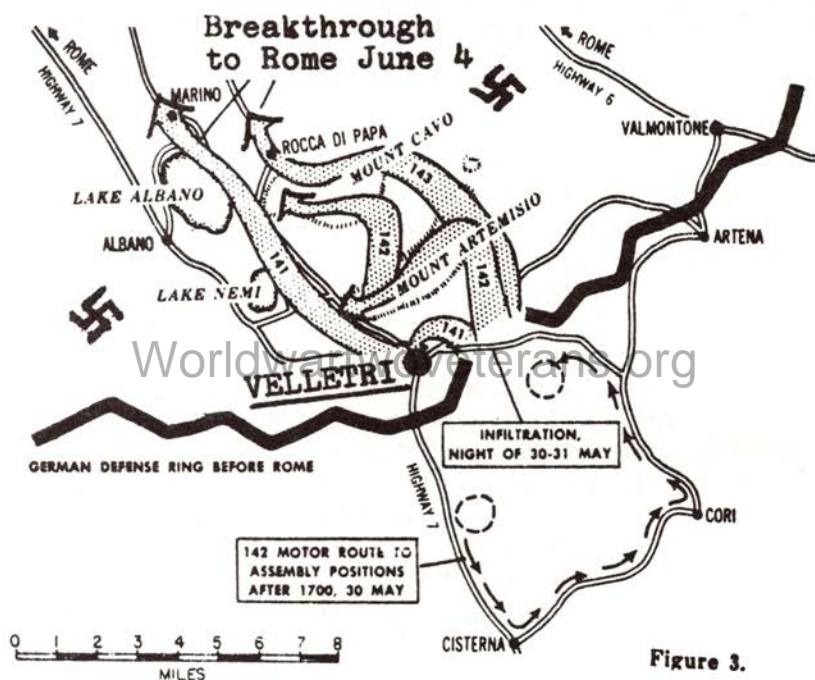 Breakthrough
to Rome June 4
ROME
HIGHWAY 7
ROME
HIGHWAY 6
MARINO
ROCCA DI PAPA
MOUNT CAVO
VALMONTONE
LAKE ALBANO
143
ARTENA
ALBANO
142
MOUNT ARTEMISIO
141
142
LAKE NEMI
141
Worldwartwoveterans.org
VELLETRI
INFILTRATION,
NIGHT OF 30-31 MAY
GERMAN DEFENSE RING BEFORE ROME
HIGHWAY 7
CORI
142 MOTOR ROUTE TO
ASSEMBLY POSITIONS
AFTER 1700, 30 MAY
CISTERNA
0 1 2 3 4 5 6 7 8
MILES
Figure 3.